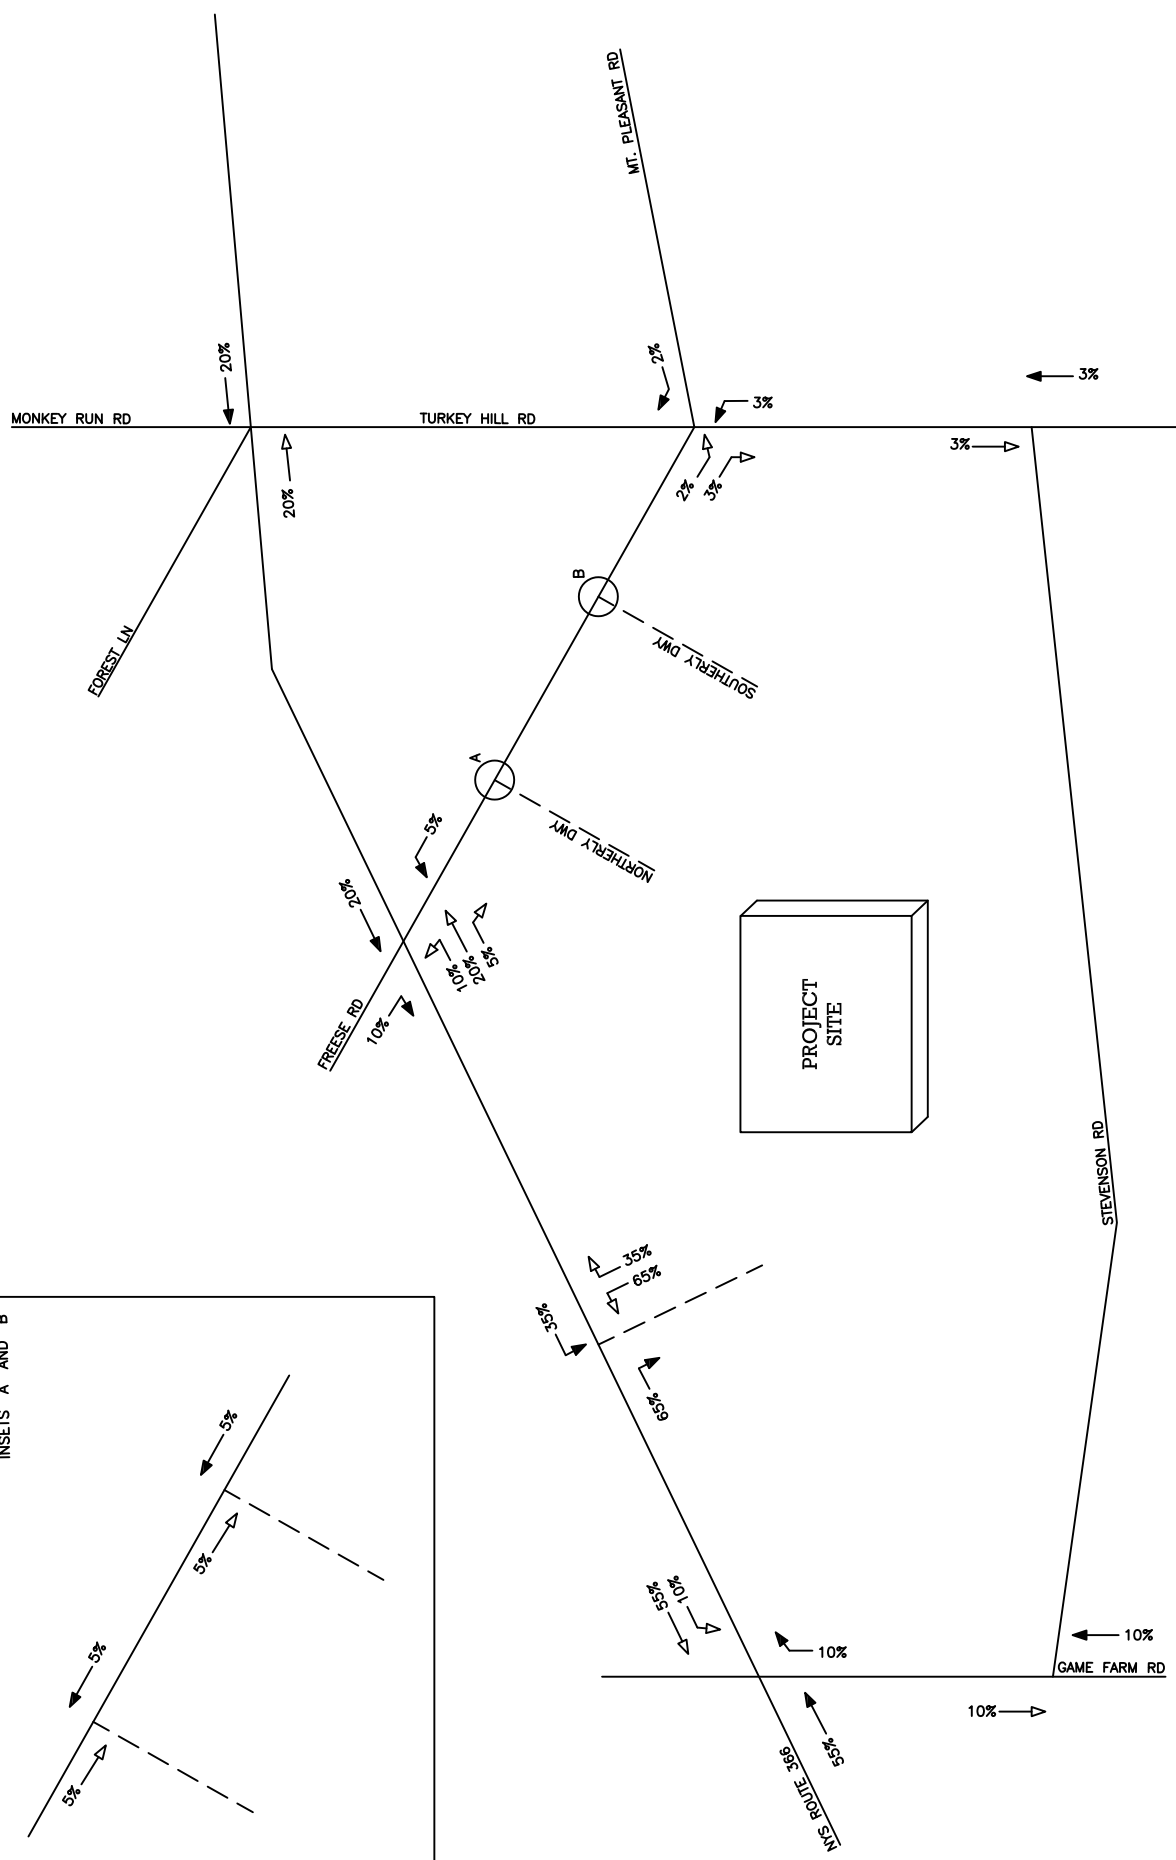 MT. PLEASANT RD
20%
MONKEY RUN RD
TURKEY HILL RD
2%
3%
3%
3%
20%
2%
3%
FOREST LN
B
SOUTHERLY DWY
A
NORTHERLY DWY
5%
20%
10%
20%
5%
FREESE RD
10%
PROJECT
SITE
STEVENSON RD
35%
65%
35%
65%
INSETS A AND B
5%
5%
5%
5%
55%
10%
10%
10%
GAME FARM RD
10%
55%
NYS ROUTE 366